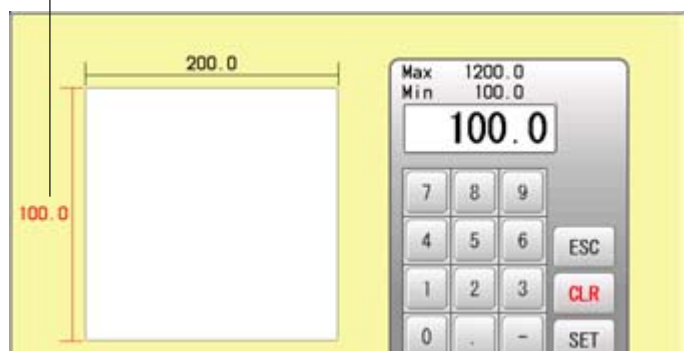 200.0
100.0
Max 1200.0
Min 100.0
100.0
7 8 9
4 5 6 ESC
1 2 3 CLR
0 . - SET